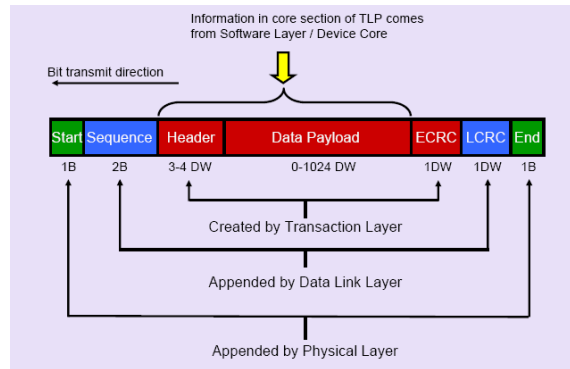 Information in core section of TLP comes
from Software Layer / Device Core
Bit transmit direction
Start Sequence Header Data Payload ECRC LCRC End
1B 2B 3-4 DW 0-1024 DW 1DW 1DW 1B
Created by Transaction Layer
Appended by Data Link Layer
Appended by Physical Layer